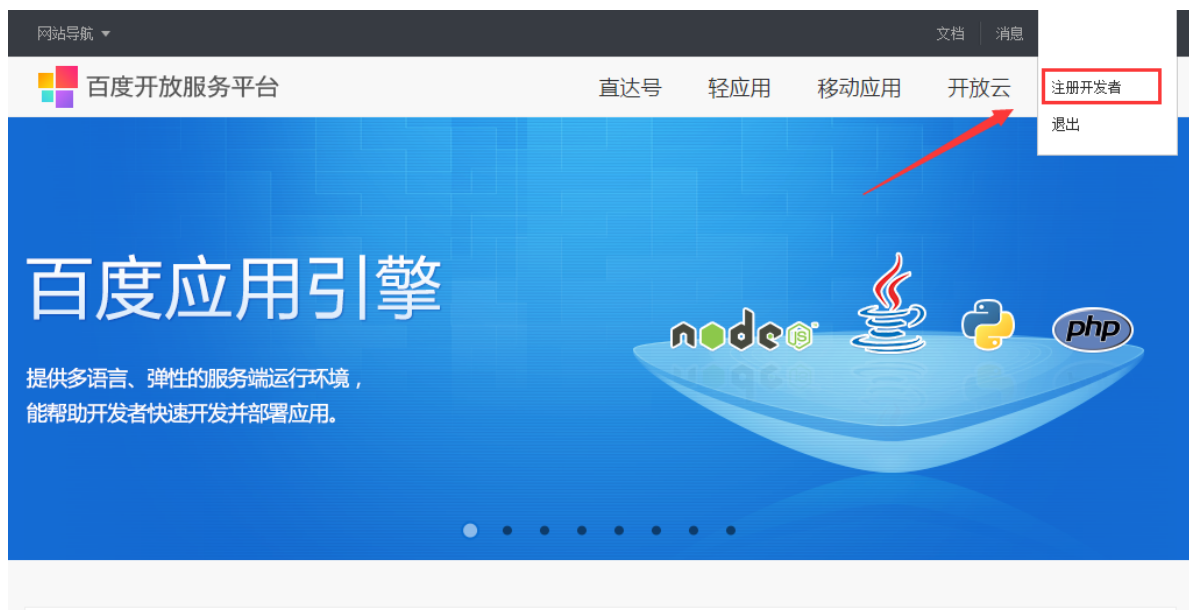 网站导航
文档
消息
百度开放服务平台
直达号
轻应用
移动应用
开放云
注册开发者
退出
百度应用引擎
提供多语言、弹性的服务端运行环境，
能帮助开发者快速开发并部署应用。
node
JS
php